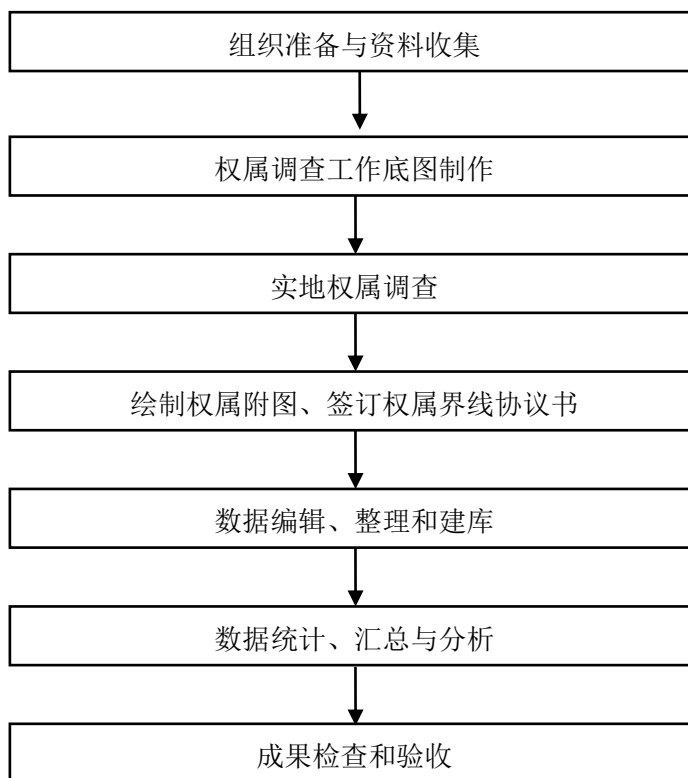 组织准备与资料收集
权属调查工作底图制作
实地权属调查
绘制权属附图、签订权属界线协议书
数据编辑、整理和建库
数据统计、汇总与分析
成果检查和验收